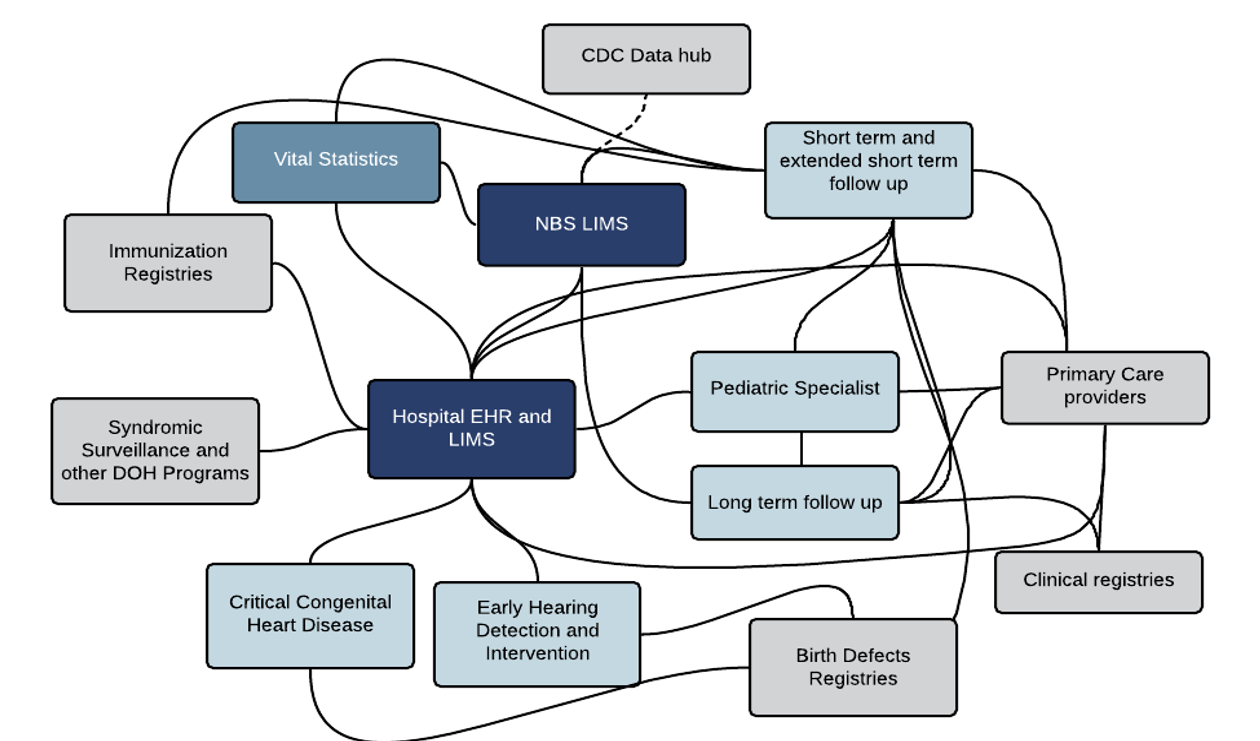 CDC Data hub
Vital Statistics
Short term and
extended short term
follow up
NBS LIMS
Immunization
Registries
Pediatric Specialist
Primary Care
providers
Hospital EHR and
LIMS
Syndromic
Surveillance and
other DOH Programs
Long term follow up
Clinical registries
Critical Congenital
Heart Disease
Early Hearing
Detection and
Intervention
Birth Defects
Registries